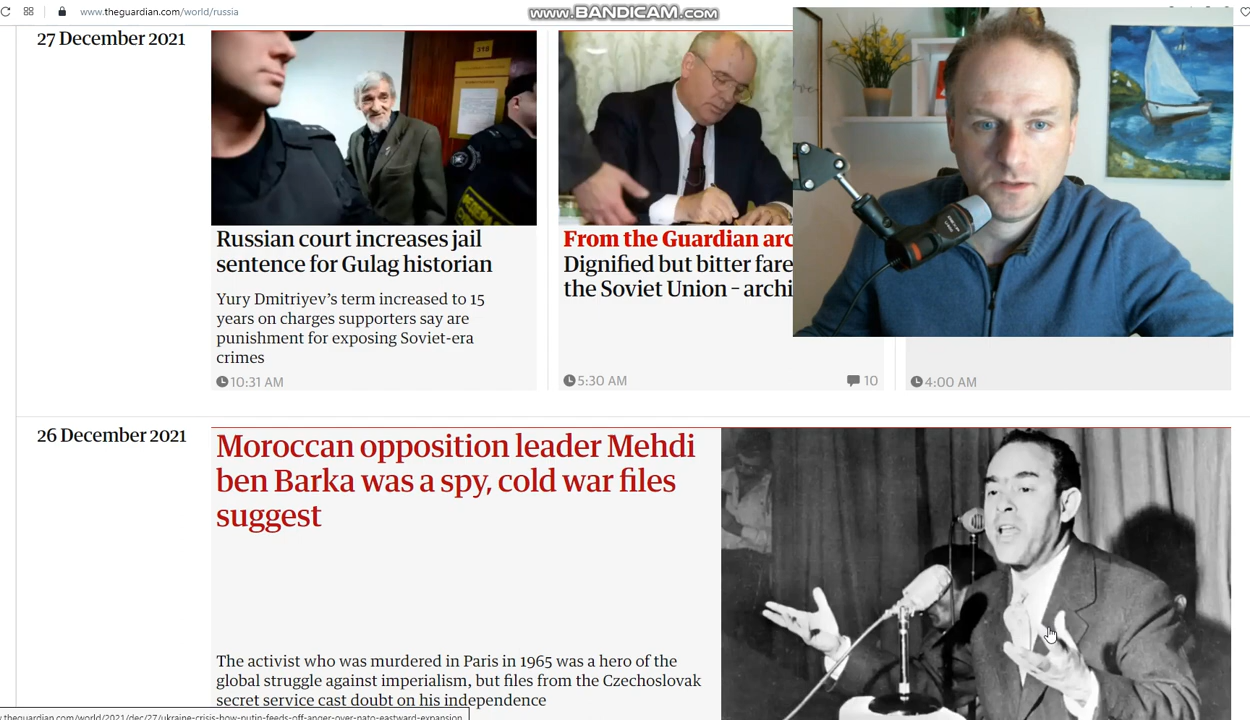 www.theguardian.com/world/russia
www.BANDICAM.com
27 December 2021
318
Russian court increases jail
sentence for Gulag historian
Yury Dmitriyev's term increased to 15
years on charges supporters say are
punishment for exposing Soviet-era
crimes
10:31 AM
From the Guardian arc
Dignified but bitter fare
the Soviet Union – archi
5:30 AM
10
4:00 AM
26 December 2021
Moroccan opposition leader Mehdi
ben Barka was a spy, cold war files
suggest
The activist who was murdered in Paris in 1965 was a hero of the
global struggle against imperialism, but files from the Czechoslovak
secret service cast doubt on his independence
.theguardian.com/world/2021/dec/27/ukraine-crisis-how-putin-feeds-off-anger-over-nato-eastward-expansion